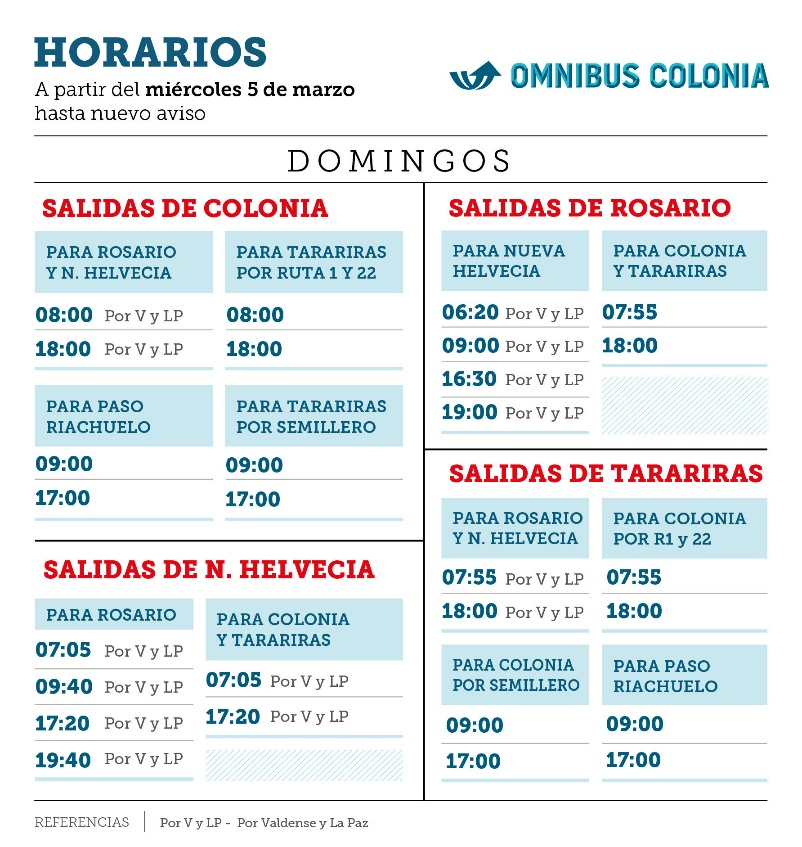 HORARIOS
A partir del miércoles 5 de marzo
hasta nuevo aviso
OMNIBUS COLONIA
DOMINGOS
SALIDAS DE COLONIA
PARA ROSARIO
Y N. HELVECIA
08:00 Por V y LP
18:00 Por V y LP
PARA TARARIRAS
POR RUTA 1 Y 22
08:00
18:00
PARA PASO
RIACHUELO
09:00
17:00
PARA TARARIRAS
POR SEMILLERO
09:00
17:00
SALIDAS DE N. HELVECIA
PARA ROSARIO
07:05 Por V y LP
09:40 Por V y LP
17:20 Por V y LP
19:40 Por V y LP
PARA COLONIA
Y TARARIRAS
07:05 Por V y LP
17:20 Por V y LP
SALIDAS DE ROSARIO
PARA NUEVA
HELVECIA
06:20 Por V y LP
09:00 Por V y LP
16:30 Por V y LP
19:00 Por V y LP
PARA COLONIA
Y TARARIRAS
07:55
18:00
SALIDAS DE TARARIRAS
PARA ROSARIO
Y N. HELVECIA
07:55 Por V y LP
18:00 Por V y LP
PARA COLONIA
POR R1 y 22
07:55
18:00
PARA COLONIA
POR SEMILLERO
09:00
17:00
PARA PASO
RIACHUELO
09:00
17:00
REFERENCIAS Por V y LP - Por Valdense y La Paz